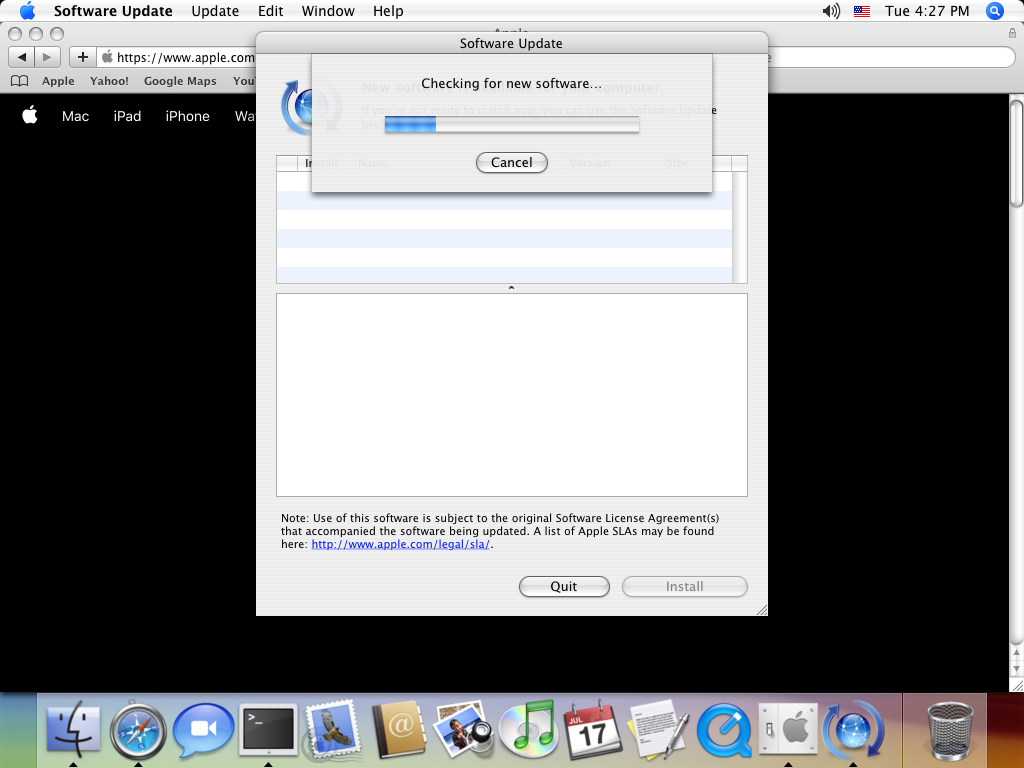 Software Update Update Edit Window Help Tue 4:27 PM
Apple
Software Update
https://www.apple.com
Apple Yahoo! Google Maps You
Checking for new software...
Cancel
New software computer.
If you're not ready to install now, you can use the Software Update
Mac iPad iPhone Wa
Install Name Version Size
Note: Use of this software is subject to the original Software License Agreement(s)
that accompanied the software being updated. A list of Apple SLAs may be found
here: http://www.apple.com/legal/sla/.
Quit Install
>_
@
JUL
17